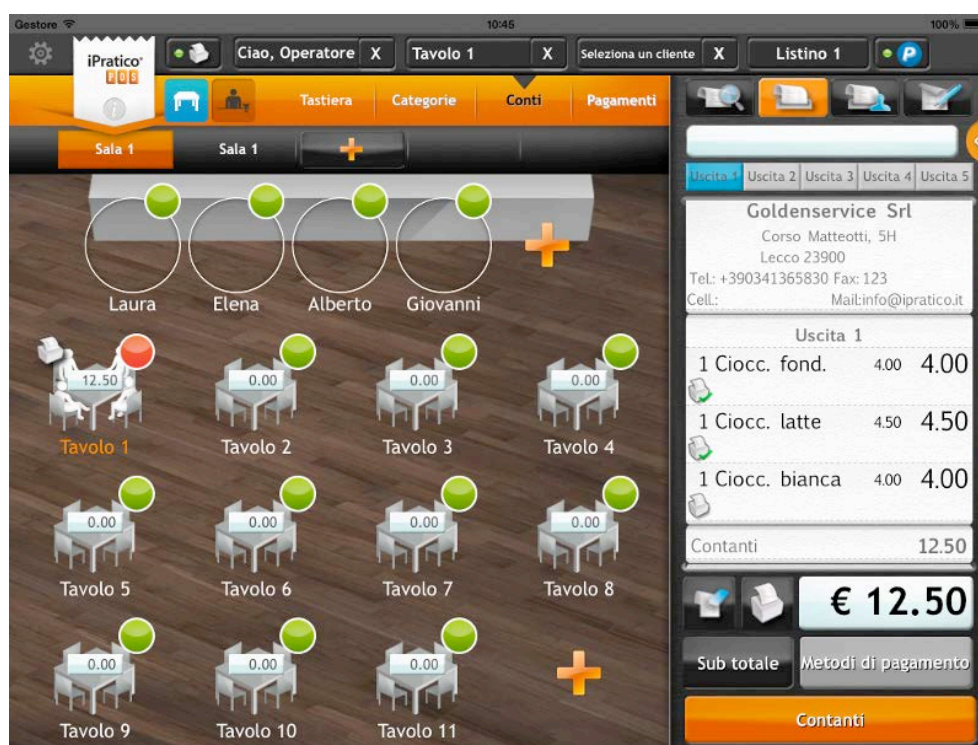 Gestore 10:45 100%
iPratico POS
Ciao, Operatore X
Tavolo 1 X
Seleziona un cliente X
Listino 1
P
Tastiera Categorie Conti Pagamenti
Sala 1 Sala 1
Laura Elena Alberto Giovanni
12.50 0.00 0.00 0.00
Tavolo 1 Tavolo 2 Tavolo 3 Tavolo 4
0.00 0.00 0.00 0.00
Tavolo 5 Tavolo 6 Tavolo 7 Tavolo 8
0.00 0.00 0.00
Tavolo 9 Tavolo 10 Tavolo 11
Uscita 1 Uscita 2 Uscita 3 Uscita 4 Uscita 5
Goldenservice Srl
Corso Matteotti, 5H
Lecco 23900
Tel.: +390341365830 Fax: 123
Cell.: Mail:info@ipratico.it
Uscita 1
1 Ciocc. fond. 4.00 4.00
1 Ciocc. latte 4.50 4.50
1 Ciocc. bianca 4.00 4.00
Contanti 12.50
€ 12.50
Sub totale Metodi di pagamento
Contanti